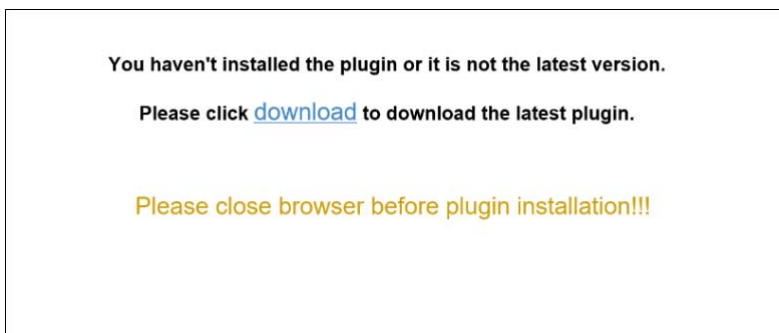 You haven't installed the plugin or it is not the latest version.
Please click download to download the latest plugin.
Please close browser before plugin installation!!!